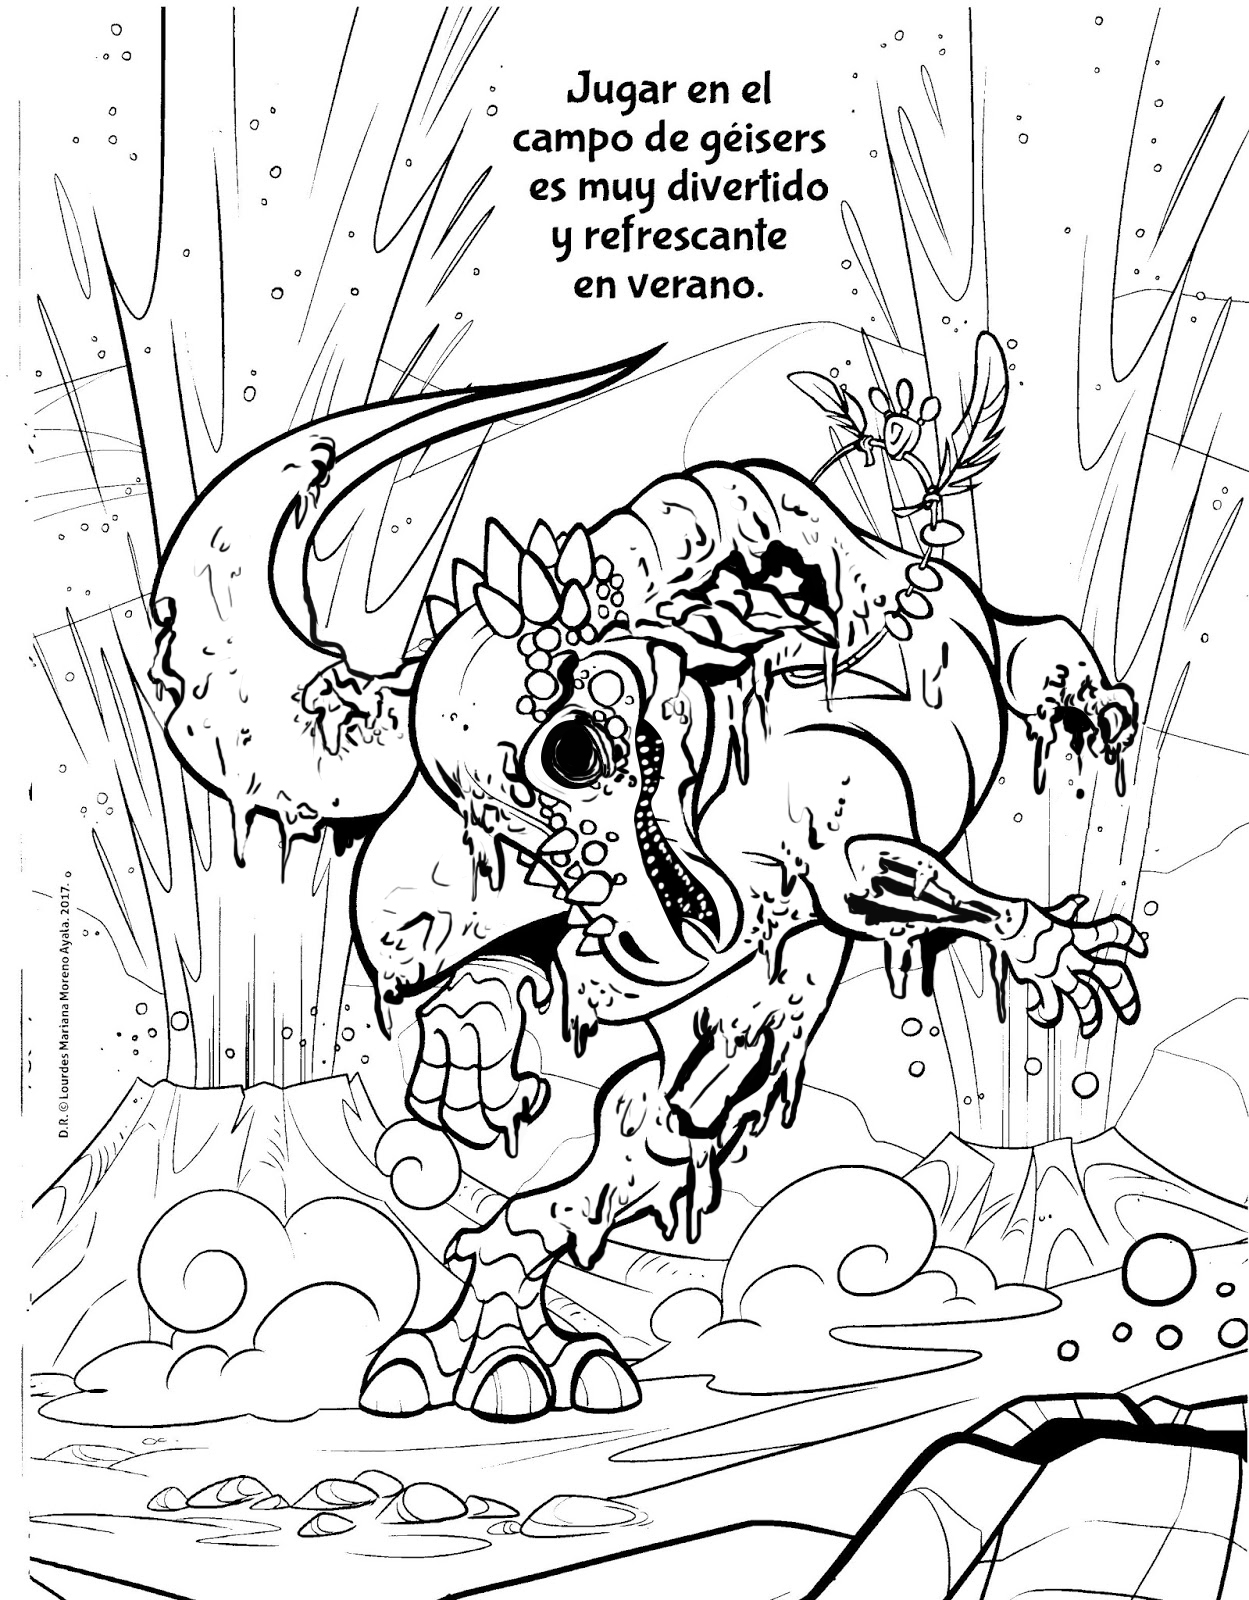 Jugar en el
campo de géisers
es muy divertido
y refrescante
en verano.
D.R. © Lourdes Mariana Moreno Ayala. 2017.